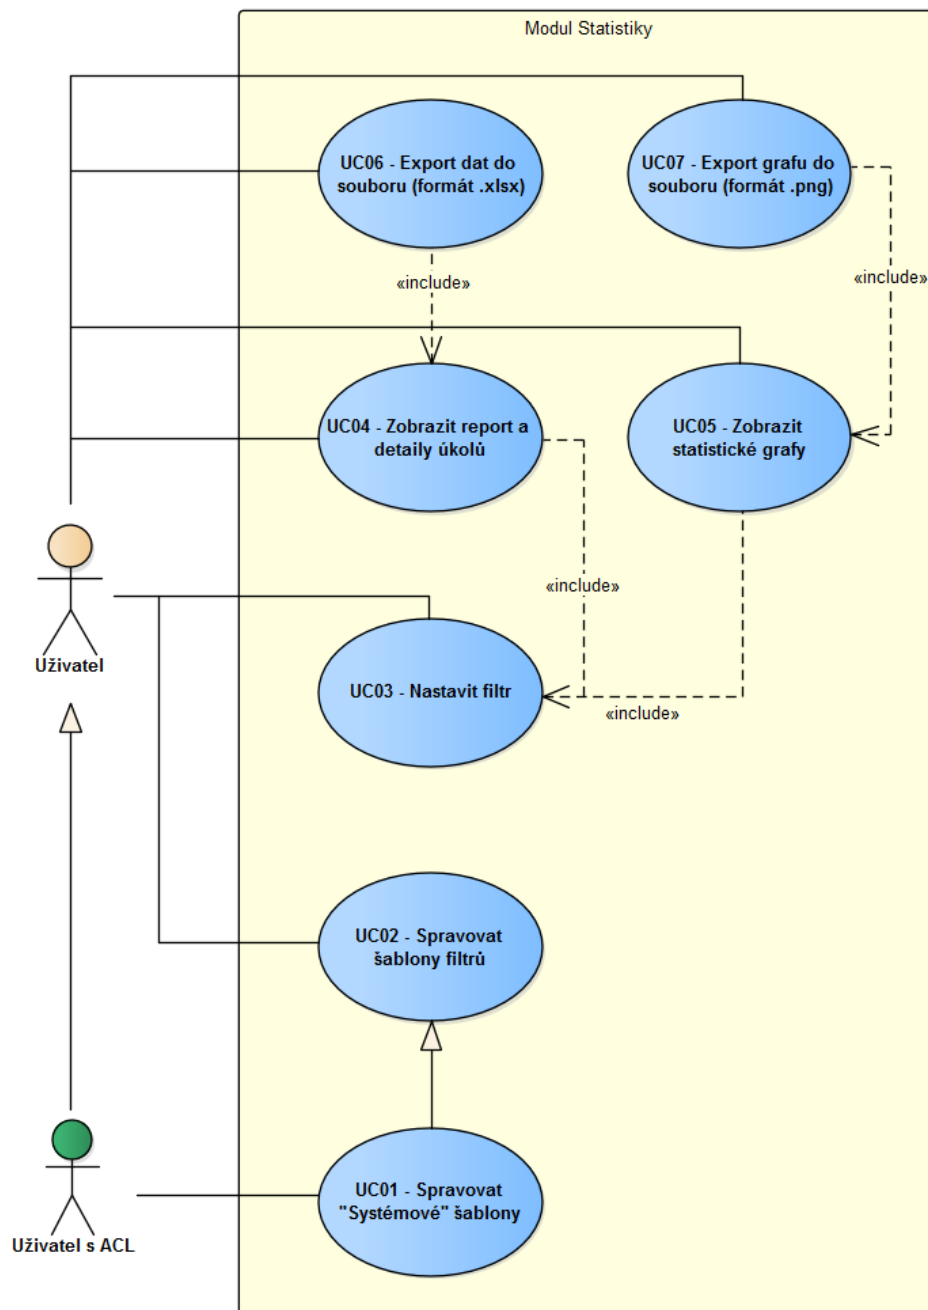 Modul Statistiky
UC06 - Export dat do
souboru (formát .xlsx)
UC07 - Export grafu do
souboru (formát .png)
«include»
«include»
UC04 - Zobrazit report a
detaily úkolů
UC05 - Zobrazit
statistické grafy
«include»
Uživatel
UC03 - Nastavit filtr
«include»
UC02 - Spravovat
šablony filtrů
UC01 - Spravovat
"Systémové" šablony
Uživatel s ACL